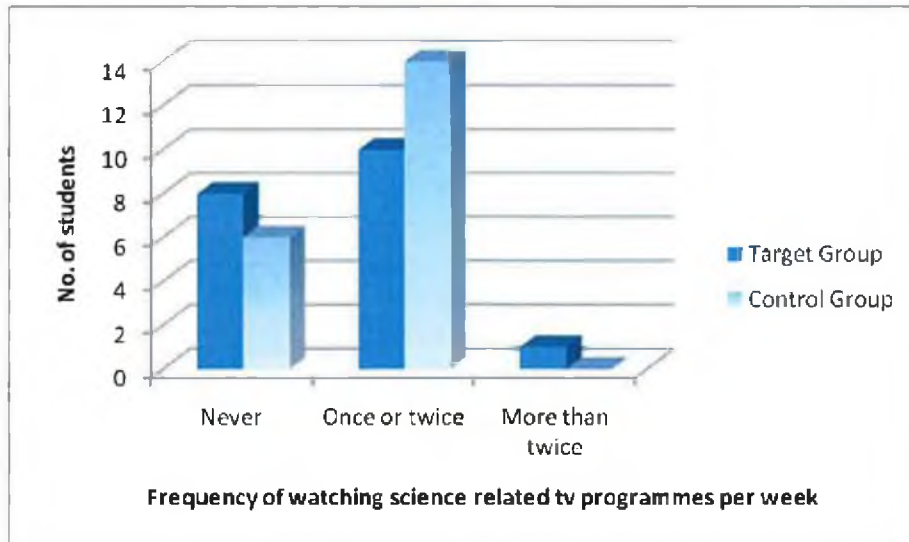 14
12
10
8
6
4
2
0
No. of students
Never
Once or twice
More than
twice
Target Group
Control Group
Frequency of watching science related tv programmes per week